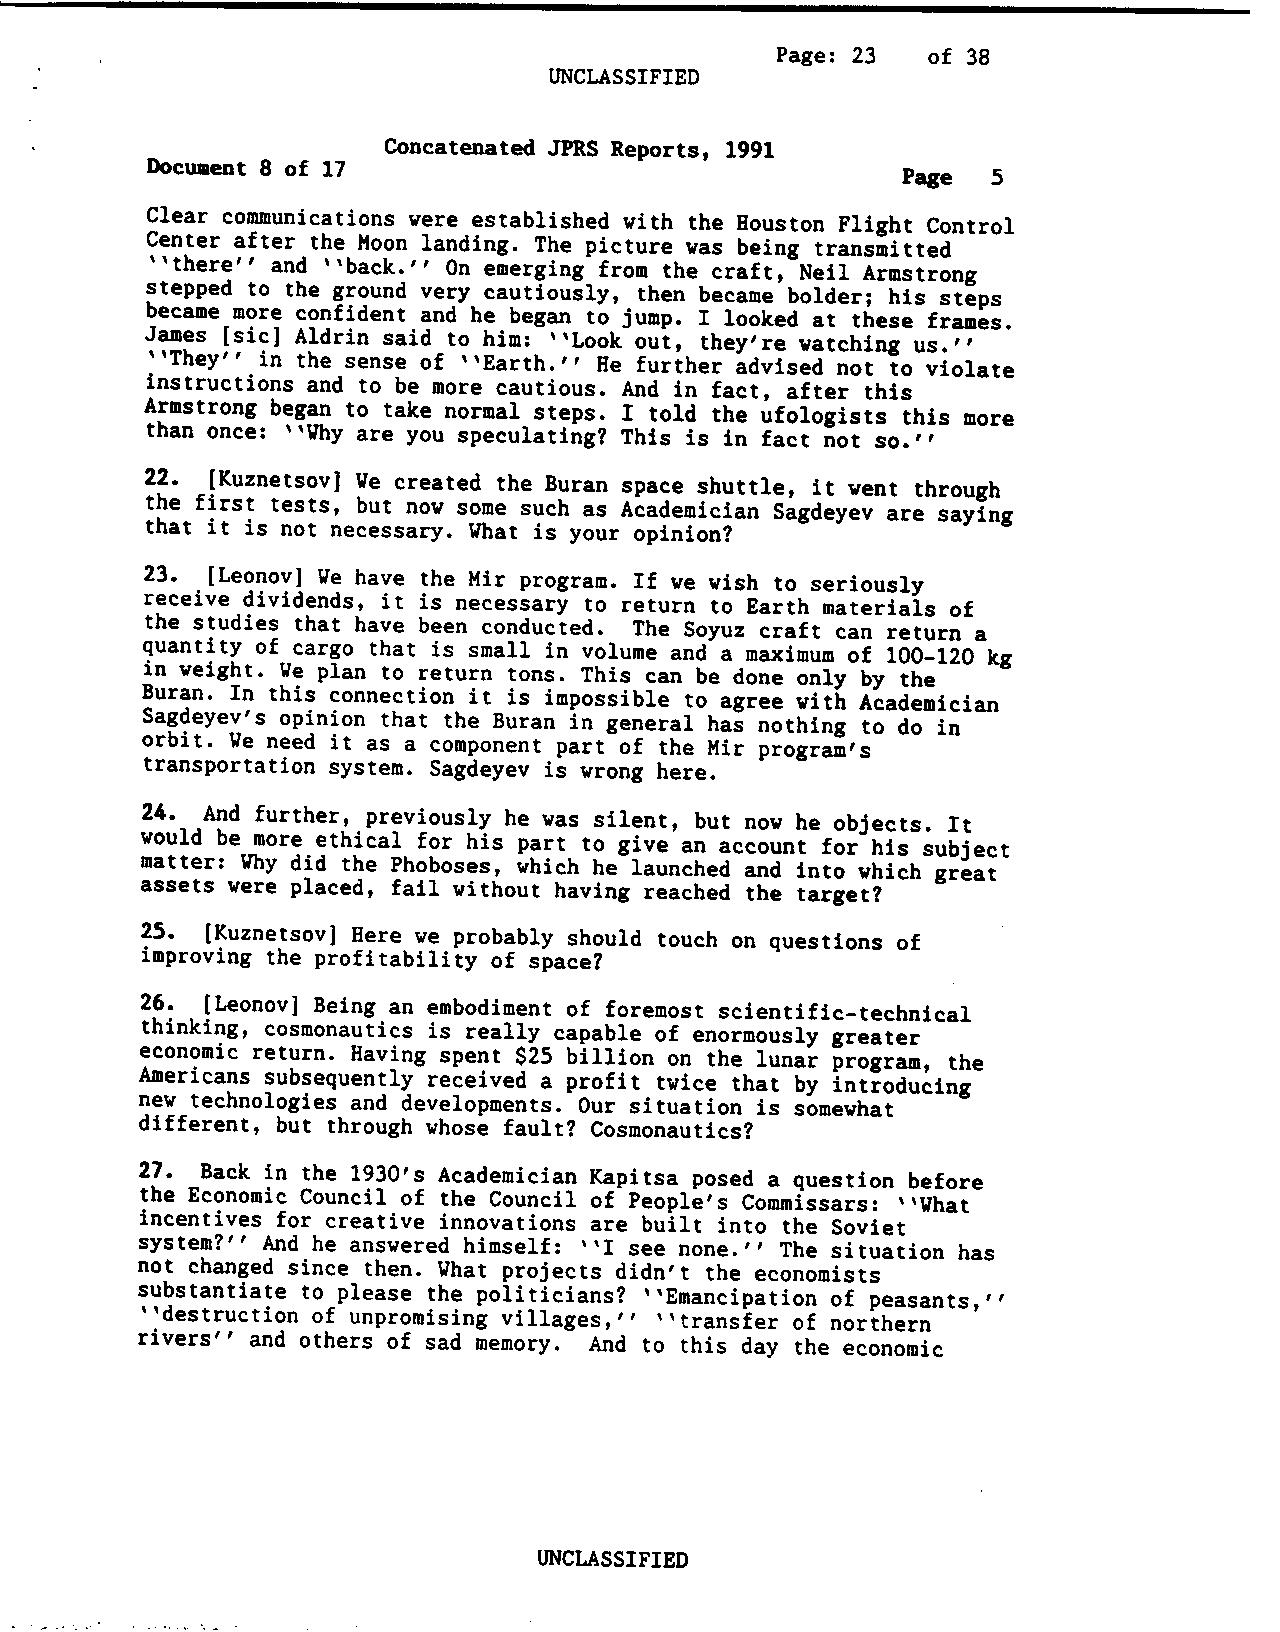 Page: 23 of 38
UNCLASSIFIED
Concatenated JPRS Reports, 1991
Document 8 of 17
Page 5
Clear communications were established with the Houston Flight Control
Center after the Moon landing. The picture was being transmitted
``there'' and ``back.'' On emerging from the craft, Neil Armstrong
stepped to the ground very cautiously, then became bolder; his steps
became more confident and he began to jump. I looked at these frames.
James [sic] Aldrin said to him: ``Look out, they're watching us.''
``They'' in the sense of ``Earth.'' He further advised not to violate
instructions and to be more cautious. And in fact, after this
Armstrong began to take normal steps. I told the ufologists this more
than once: ``Why are you speculating? This is in fact not so.''
22. [Kuznetsov] We created the Buran space shuttle, it went through
the first tests, but now some such as Academician Sagdeyev are saying
that it is not necessary. What is your opinion?
23. [Leonov] We have the Mir program. If we wish to seriously
receive dividends, it is necessary to return to Earth materials of
the studies that have been conducted. The Soyuz craft can return a
quantity of cargo that is small in volume and a maximum of 100-120 kg
in weight. We plan to return tons. This can be done only by the
Buran. In this connection it is impossible to agree with Academician
Sagdeyev's opinion that the Buran in general has nothing to do in
orbit. We need it as a component part of the Mir program's
transportation system. Sagdeyev is wrong here.
24. And further, previously he was silent, but now he objects. It
would be more ethical for his part to give an account for his subject
matter: Why did the Phoboses, which he launched and into which great
assets were placed, fail without having reached the target?
25. [Kuznetsov] Here we probably should touch on questions of
improving the profitability of space?
26. [Leonov] Being an embodiment of foremost scientific-technical
thinking, cosmonautics is really capable of enormously greater
economic return. Having spent $25 billion on the lunar program, the
Americans subsequently received a profit twice that by introducing
new technologies and developments. Our situation is somewhat
different, but through whose fault? Cosmonautics?
27. Back in the 1930's Academician Kapitsa posed a question before
the Economic Council of the Council of People's Commissars: ``What
incentives for creative innovations are built into the Soviet
system?'' And he answered himself: ``I see none.'' The situation has
not changed since then. What projects didn't the economists
substantiate to please the politicians? ``Emancipation of peasants,''
``destruction of unpromising villages,'' ``transfer of northern
rivers'' and others of sad memory. And to this day the economic
UNCLASSIFIED